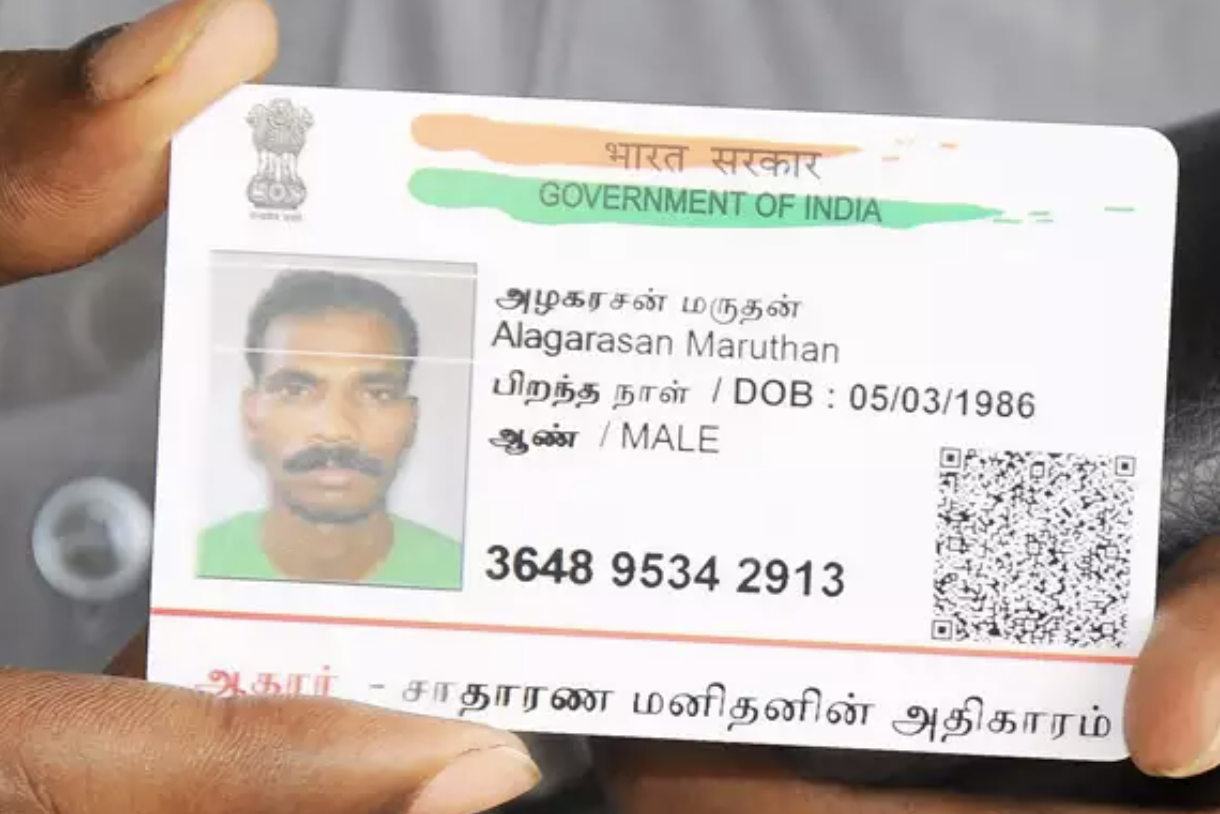 भारत सरकार
GOVERNMENT OF INDIA
அழகரசன் மருதன்
Alagarasan Maruthan
பிறந்த நாள் / DOB : 05/03/1986
ஆண் / MALE
3648 9534 2913
ஆதார் - சாதாரண மனிதனின் அதிகாரம்